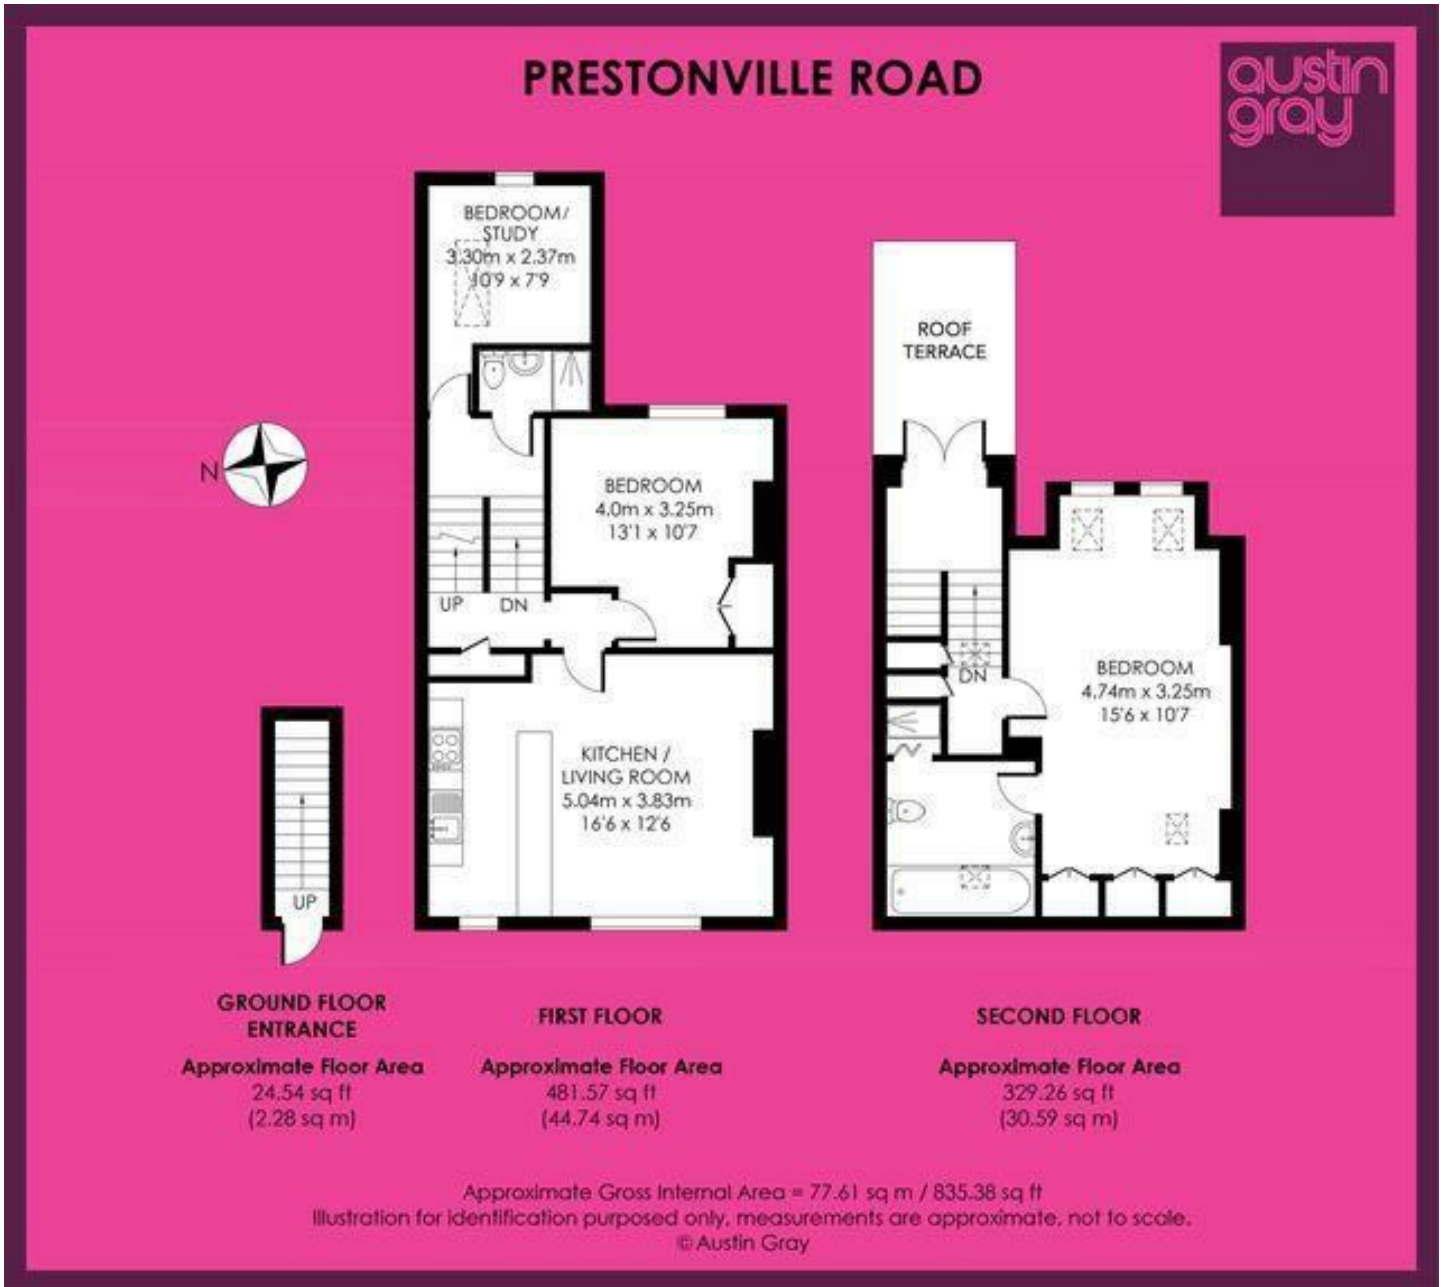 PRESTONVILLE ROAD
austin
gray
BEDROOM/
STUDY
3.30m x 2.37m
10'9 x 7'9
ROOF
TERRACE
N
BEDROOM
4.0m x 3.25m
13'1 x 10'7
UP
DN
BEDROOM
4.74m x 3.25m
15'6 x 10'7
DN
KITCHEN /
LIVING ROOM
5.04m x 3.83m
16'6 x 12'6
UP
GROUND FLOOR
ENTRANCE
Approximate Floor Area
24.54 sq ft
(2.28 sq m)
FIRST FLOOR
Approximate Floor Area
481.57 sq ft
(44.74 sq m)
SECOND FLOOR
Approximate Floor Area
329.26 sq ft
(30.59 sq m)
Approximate Gross Internal Area = 77.61 sq m / 835.38 sq ft
Illustration for identification purposed only, measurements are approximate, not to scale.
© Austin Gray